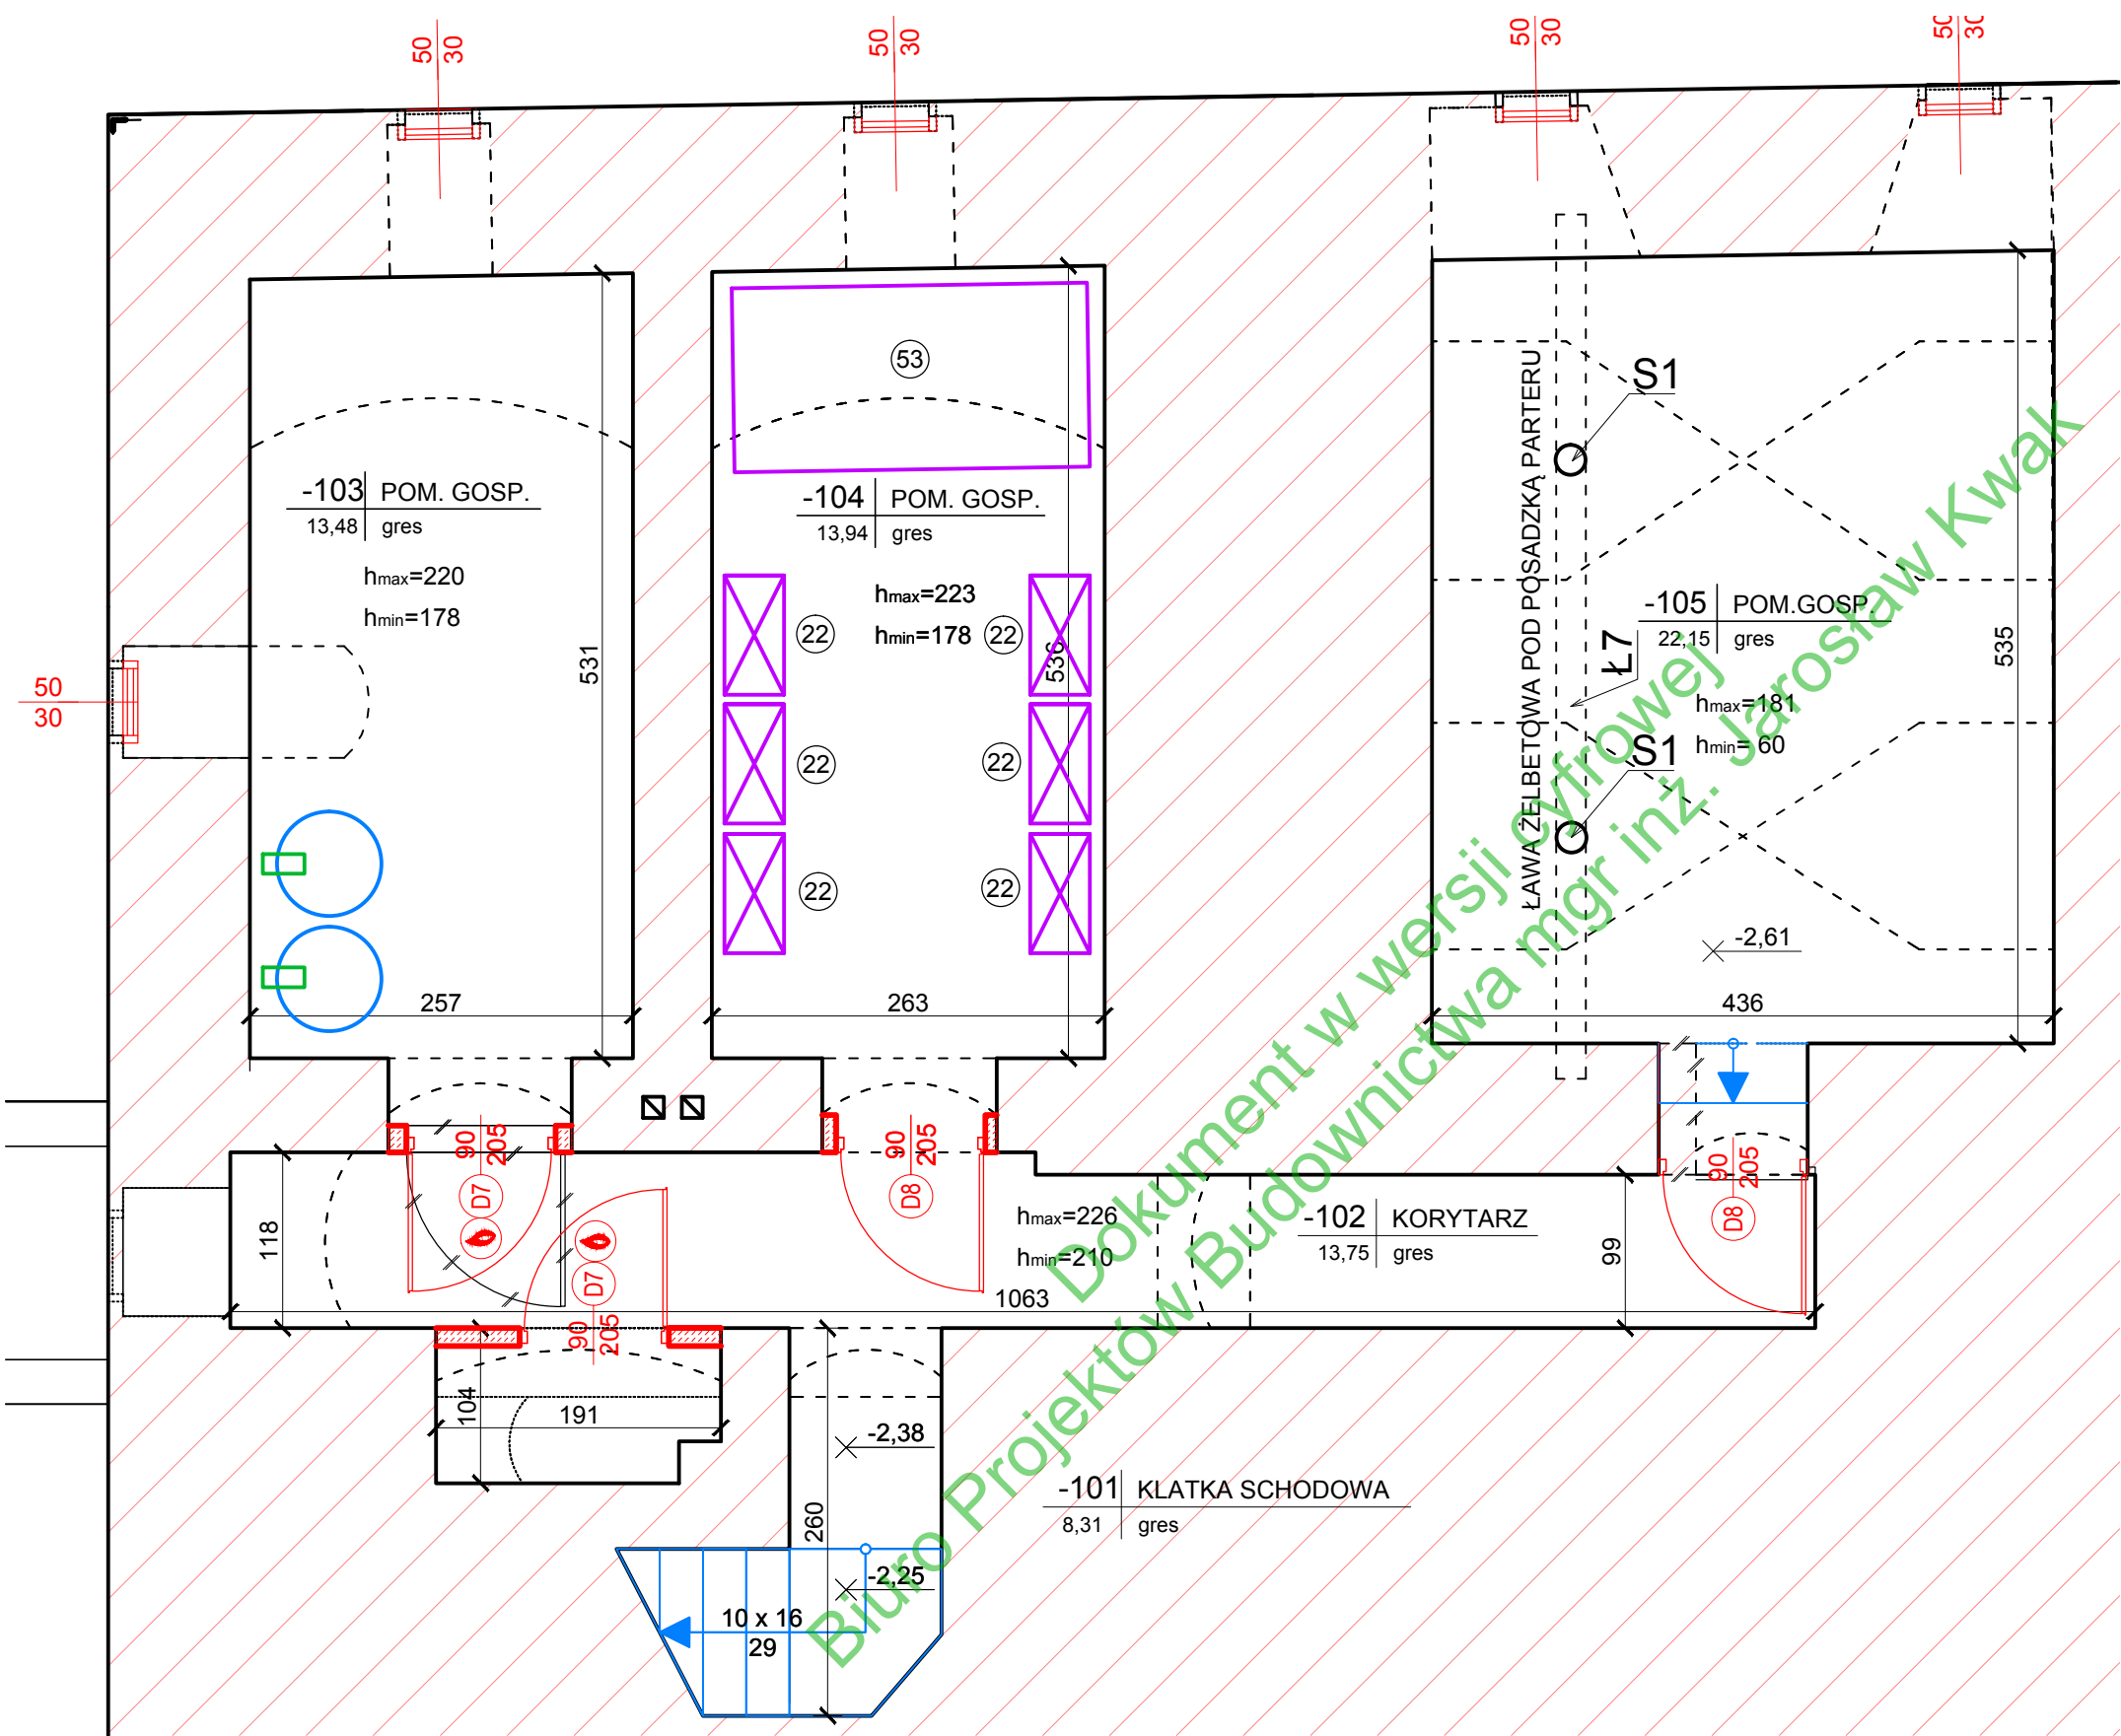 50
30
50
30
50
30
50
30
S1
-103 POM. GOSP.
13,48 gres
hmax=220
hmin=178
53
-104 POM. GOSP.
13,94 gres
hmax=223
hmin=178
ŁAWA ŻELBETOWA POD POSADZKĄ PARTERU
-105 POM.GOSP.
22,15 gres
Ł7
hmax=181
hmin= 60
S1
50
30
531
536
535
22
22
22
22
22
22
-2,61
257
263
436
90
205
D7
90
205
D8
90
205
D8
118
D7
90
205
hmax=226
hmin=210
-102 KORYTARZ
13,75 gres
99
1063
104
191
-2,38
260
-101 KLATKA SCHODOWA
8,31 gres
-2,25
10 x 16
29
Dokument w wersji cyfrowej
Biuro Projektów Budownictwa mgr inż. Jarosław Kwak